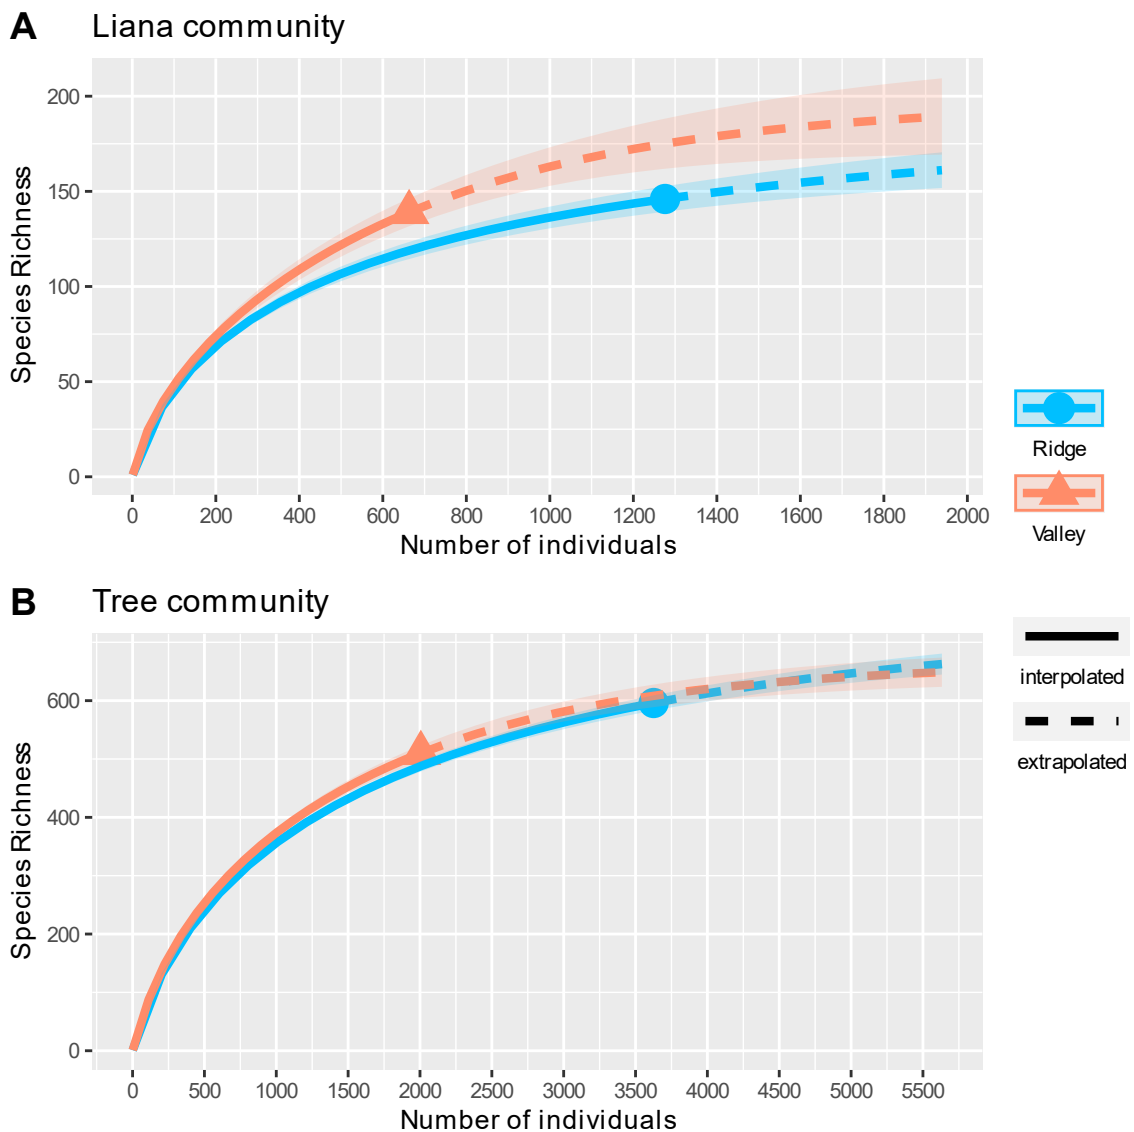 A Liana community
200
150
100
50
0
Species Richness
0 200 400 600 800 1000 1200 1400 1600 1800 2000
Number of individuals
Ridge
Valley
B Tree community
600
400
200
0
Species Richness
0 500 1000 1500 2000 2500 3000 3500 4000 4500 5000 5500
Number of individuals
interpolated
extrapolated